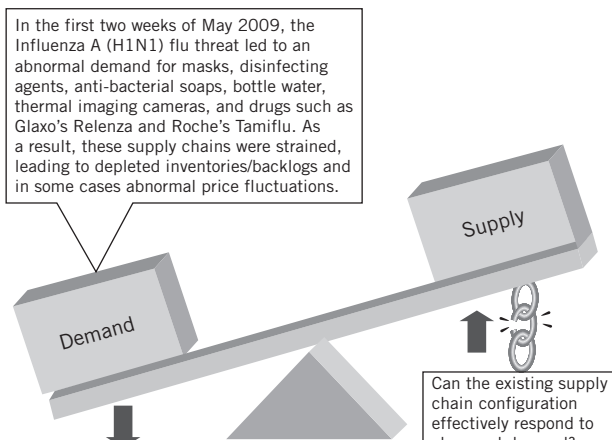 In the first two weeks of May 2009, the
Influenza A (H1N1) flu threat led to an
abnormal demand for masks, disinfecting
agents, anti-bacterial soaps, bottle water,
thermal imaging cameras, and drugs such as
Glaxo's Relenza and Roche's Tamiflu. As
a result, these supply chains were strained,
leading to depleted inventories/backlogs and
in some cases abnormal price fluctuations.
Supply
Demand
Can the existing supply
chain configuration
effectively respond to